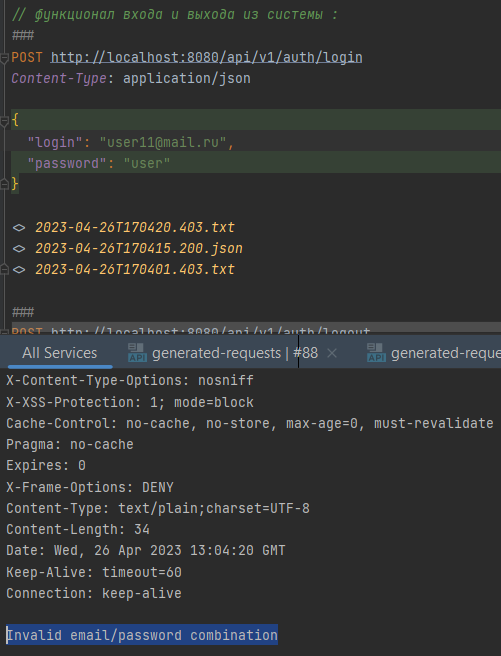 // функционал входа и выхода из системы :
###
POST http://localhost:8080/api/v1/auth/login
Content-Type: application/json
{
"login": "user11@mail.ru",
"password": "user"
}
<> 2023-04-26T170420.403.txt
<> 2023-04-26T170415.200.json
<> 2023-04-26T170401.403.txt
###
POST http://localhost:8080/api/v1/auth/logout
All Services API generated-requests | #88 × API generated-reque
X-Content-Type-Options: nosniff
X-XSS-Protection: 1; mode=block
Cache-Control: no-cache, no-store, max-age=0, must-revalidate
Pragma: no-cache
Expires: 0
X-Frame-Options: DENY
Content-Type: text/plain;charset=UTF-8
Content-Length: 34
Date: Wed, 26 Apr 2023 13:04:20 GMT
Keep-Alive: timeout=60
Connection: keep-alive
Invalid email/password combination